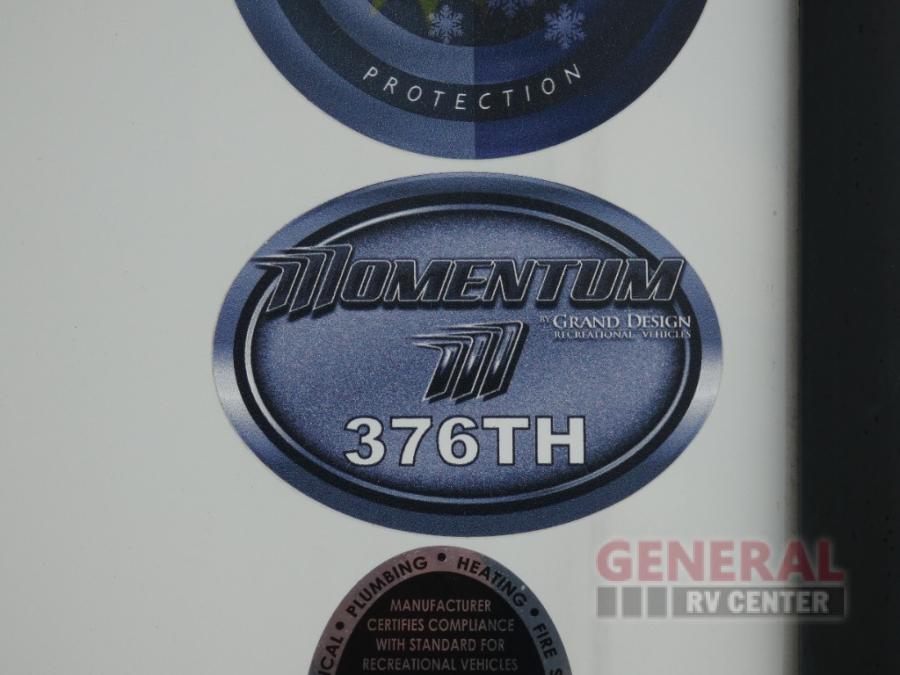 PROTECTION
MOMENTUM
BY GRAND DESIGN
RECREATIONAL VEHICLES
M
376TH
PLUMBING • HEATING • FIRE
MANUFACTURER
CERTIFIES COMPLIANCE
WITH STANDARD FOR
RECREATIONAL VEHICLES
GENERAL
RV CENTER